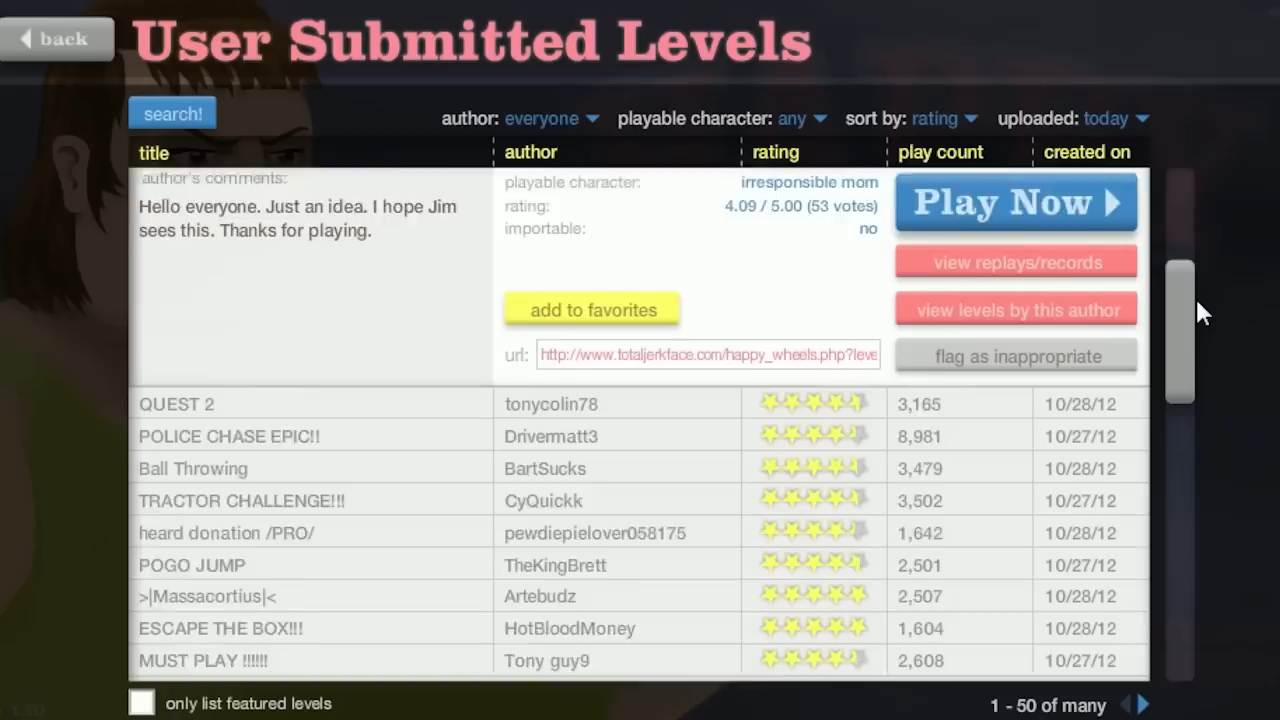 back
User Submitted Levels
search!
author: everyone playable character: any sort by: rating uploaded: today
title author rating play count created on
author's comments:
Hello everyone. Just an idea. I hope Jim
sees this. Thanks for playing.
playable character: irresponsible mom
rating: 4.09 / 5.00 (53 votes)
importable: no
add to favorites
url: http://www.totaljerkface.com/happy_wheels.php?leve
Play Now
view replays/records
view levels by this author
flag as inappropriate
QUEST 2 tonycolin78 3,165 10/28/12
POLICE CHASE EPIC!! Drivermatt3 8,981 10/27/12
Ball Throwing BartSucks 3,479 10/28/12
TRACTOR CHALLENGE!!! CyQuickk 3,502 10/27/12
heard donation /PRO/ pewdiepielover058175 1,642 10/28/12
POGO JUMP TheKingBrett 2,501 10/27/12
>|Massacortius|< Artebudz 2,507 10/28/12
ESCAPE THE BOX!!! HotBloodMoney 1,604 10/28/12
MUST PLAY !!!!!! Tony guy9 2,608 10/27/12
only list featured levels
1 - 50 of many